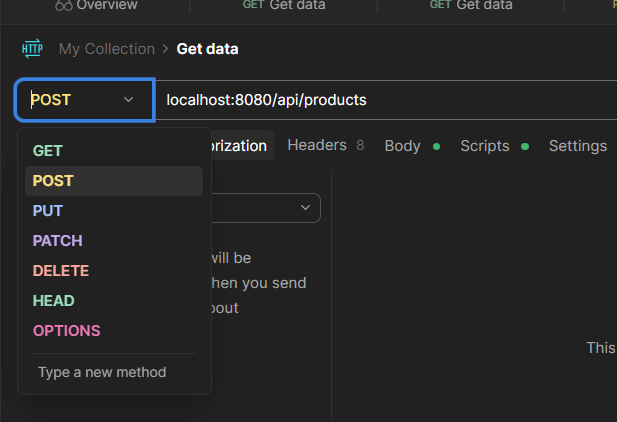 Overview GET Get data GET Get data
HTTP My Collection > Get data
POST localhost:8080/api/products
orization Headers 8 Body Scripts Settings
GET
POST
PUT
PATCH
DELETE
HEAD
OPTIONS
Type a new method
will be
hen you send
bout
This